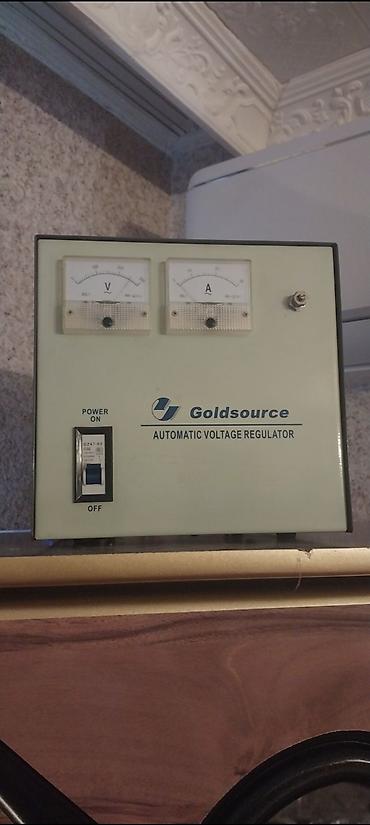 V
A
POWER
ON
Goldsource
AUTOMATIC VOLTAGE REGULATOR
OFF